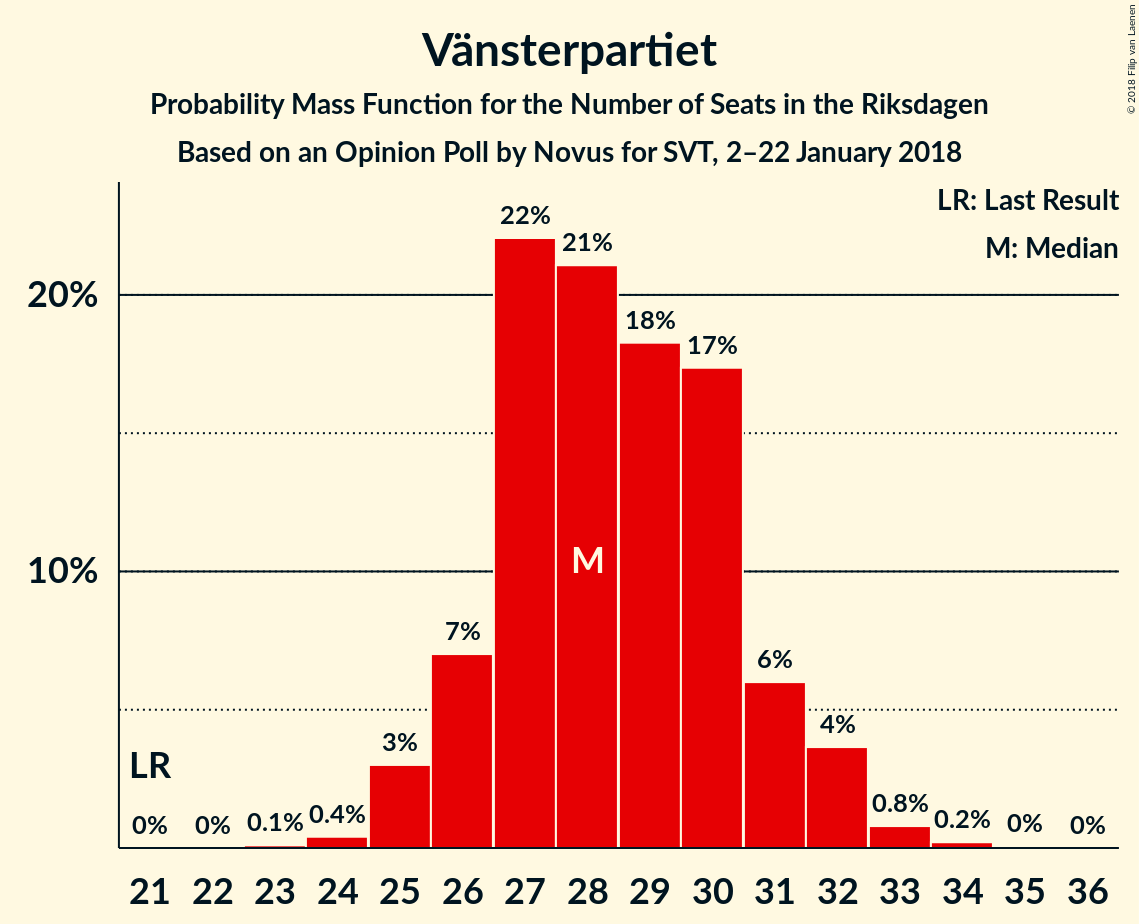 © 2018 Filip van Laenen
Vänsterpartiet
Probability Mass Function for the Number of Seats in the Riksdagen
Based on an Opinion Poll by Novus for SVT, 2–22 January 2018
LR: Last Result
M: Median
20%
10%
22%
21%
18%
17%
M
7%
6%
4%
3%
LR
0% 0% 0.1% 0.4% 0.8% 0.2% 0% 0%
21 22 23 24 25 26 27 28 29 30 31 32 33 34 35 36